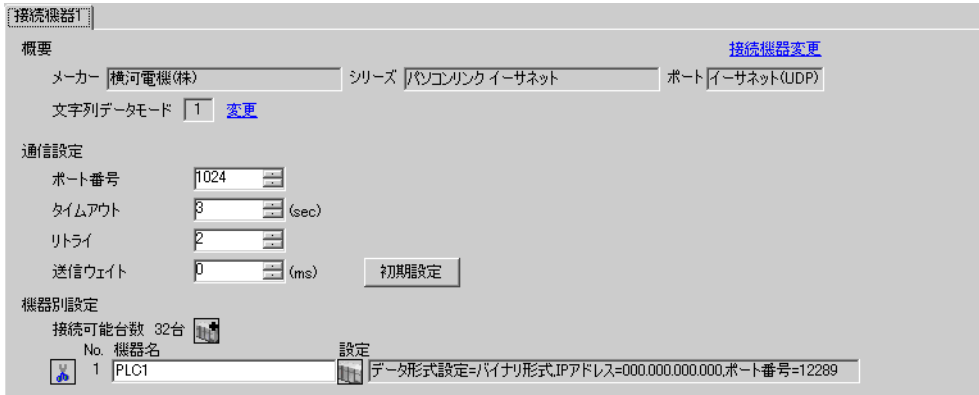 接続機器1
概要
接続機器変更
メーカー 横河電機(株) シリーズ パソコンリンク イーサネット ポート イーサネット(UDP)
文字列データモード 1 変更
通信設定
ポート番号 1024
タイムアウト 3 (sec)
リトライ 2
送信ウェイト 0 (ms) 初期設定
機器別設定
接続可能台数 32台
No. 機器名 設定
1 PLC1 データ形式設定=バイナリ形式,IPアドレス=000.000.000.000,ポート番号=12289